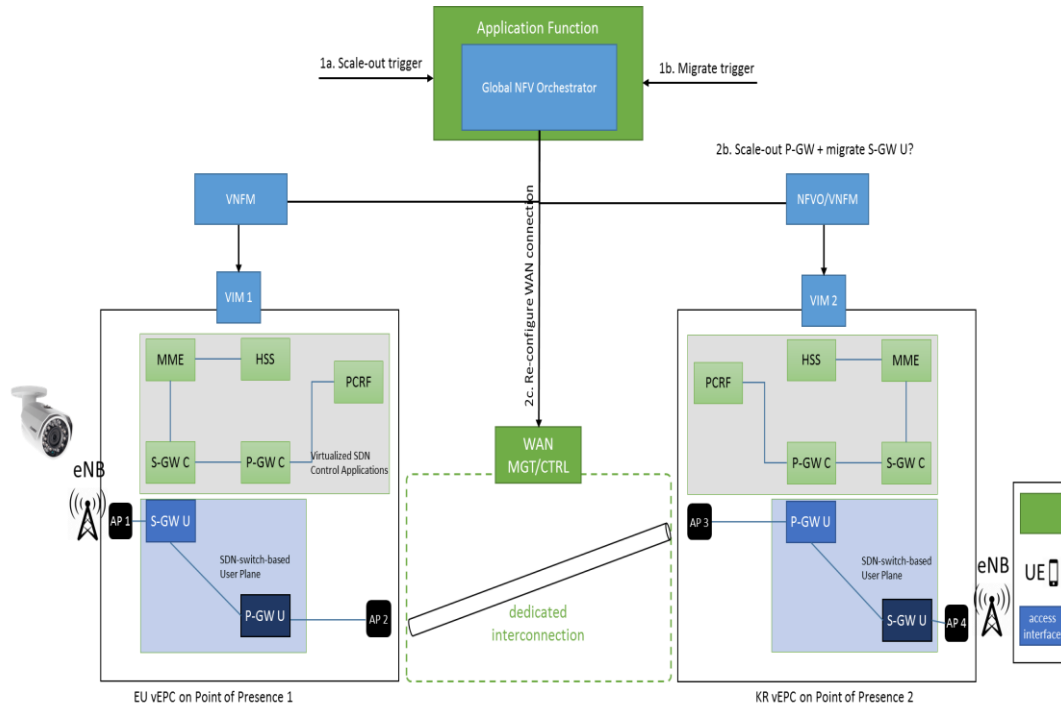 Application Function
1a. Scale-out trigger
1b. Migrate trigger
Global NFV Orchestrator
2b. Scale-out P-GW + migrate S-GW U?
VNFM
NFVO/VNFM
2c. Re-configure WAN connection
VIM 1
VIM 2
MME
HSS
PCRF
S-GW C
P-GW C
Virtualized SDN
Control Applications
HSS
MME
PCRF
P-GW C
S-GW C
WAN
MGT/CTRL
eNB
AP 1
S-GW U
SDN-switch-based
User Plane
P-GW U
AP 2
dedicated
interconnection
AP 3
P-GW U
SDN-switch-based
User Plane
S-GW U
AP 4
eNB
UE
access
interface
EU vEPC on Point of Presence 1
KR vEPC on Point of Presence 2